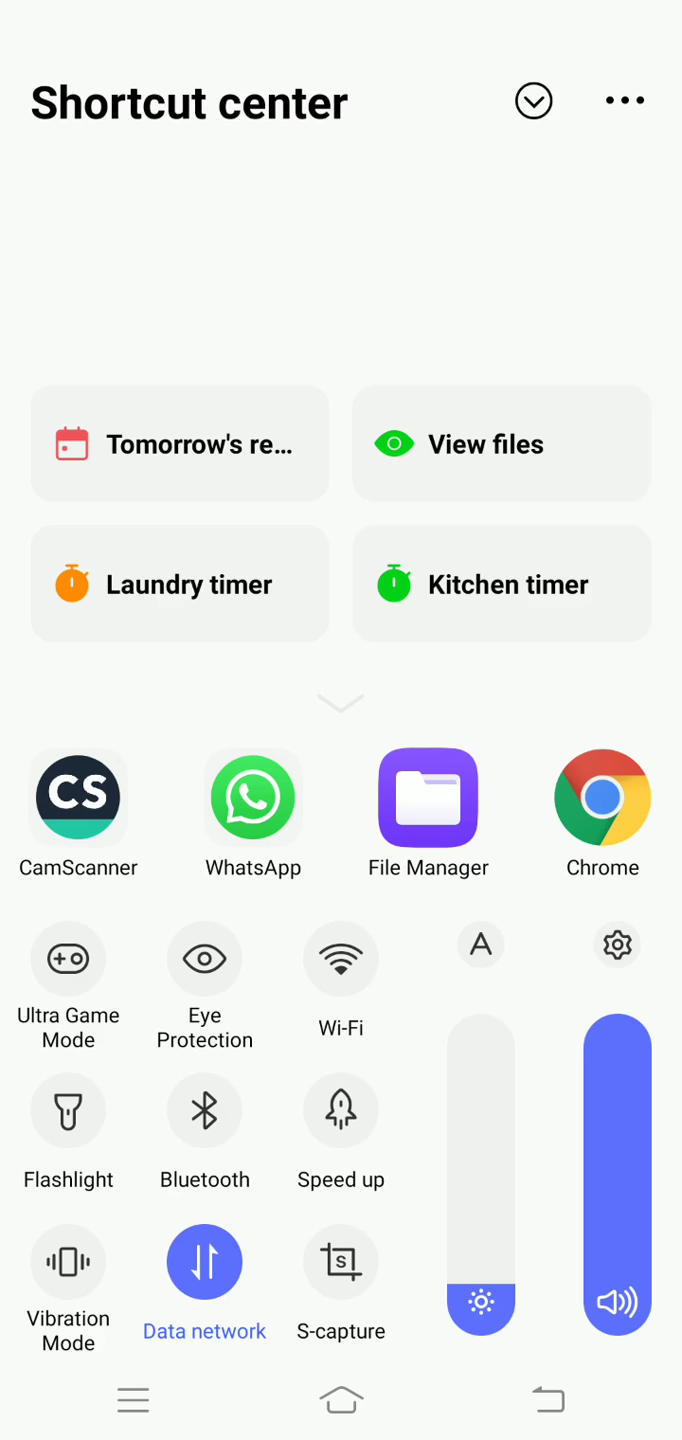 Shortcut center
Tomorrow's re...
View files
Laundry timer
Kitchen timer
CS
CamScanner
WhatsApp
File Manager
Chrome
A
Ultra Game
Mode
Eye
Protection
Wi-Fi
Flashlight
Bluetooth
Speed up
S
Vibration
Mode
Data network
S-capture